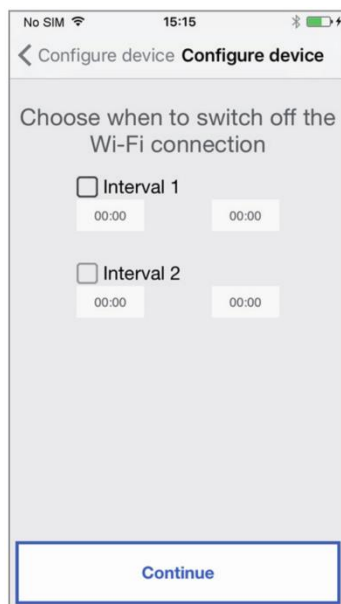 No SIM 15:15
Configure device Configure device
Choose when to switch off the
Wi-Fi connection
Interval 1
00:00 00:00
Interval 2
00:00 00:00
Continue